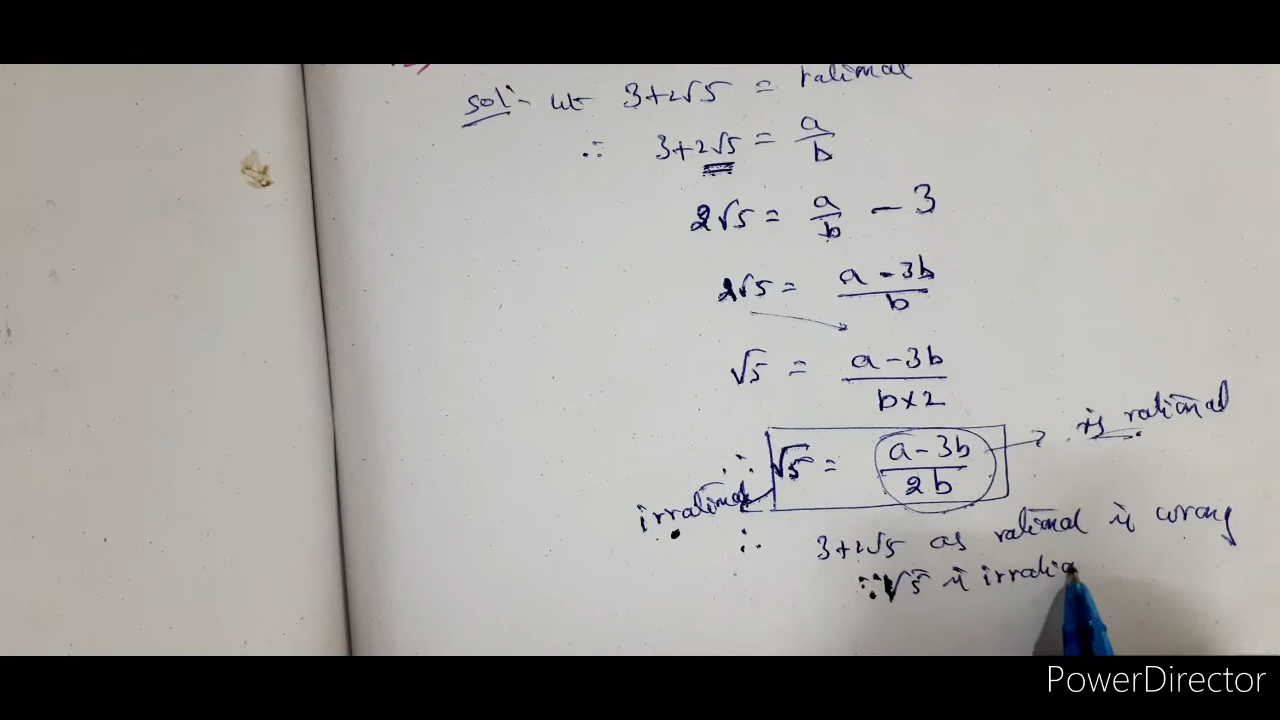 Sol:- let 3+2√5 = rational
∴ 3+2√5 = a/b
2√5 = a/b - 3
2√5 = (a - 3b)/b
√5 = (a - 3b)/(b×2)
∴ √5 = (a - 3b)/(2b) → is rational
irrational
∴ 3+2√5 as rational is wrong
∵ √5 is irratio
PowerDirector